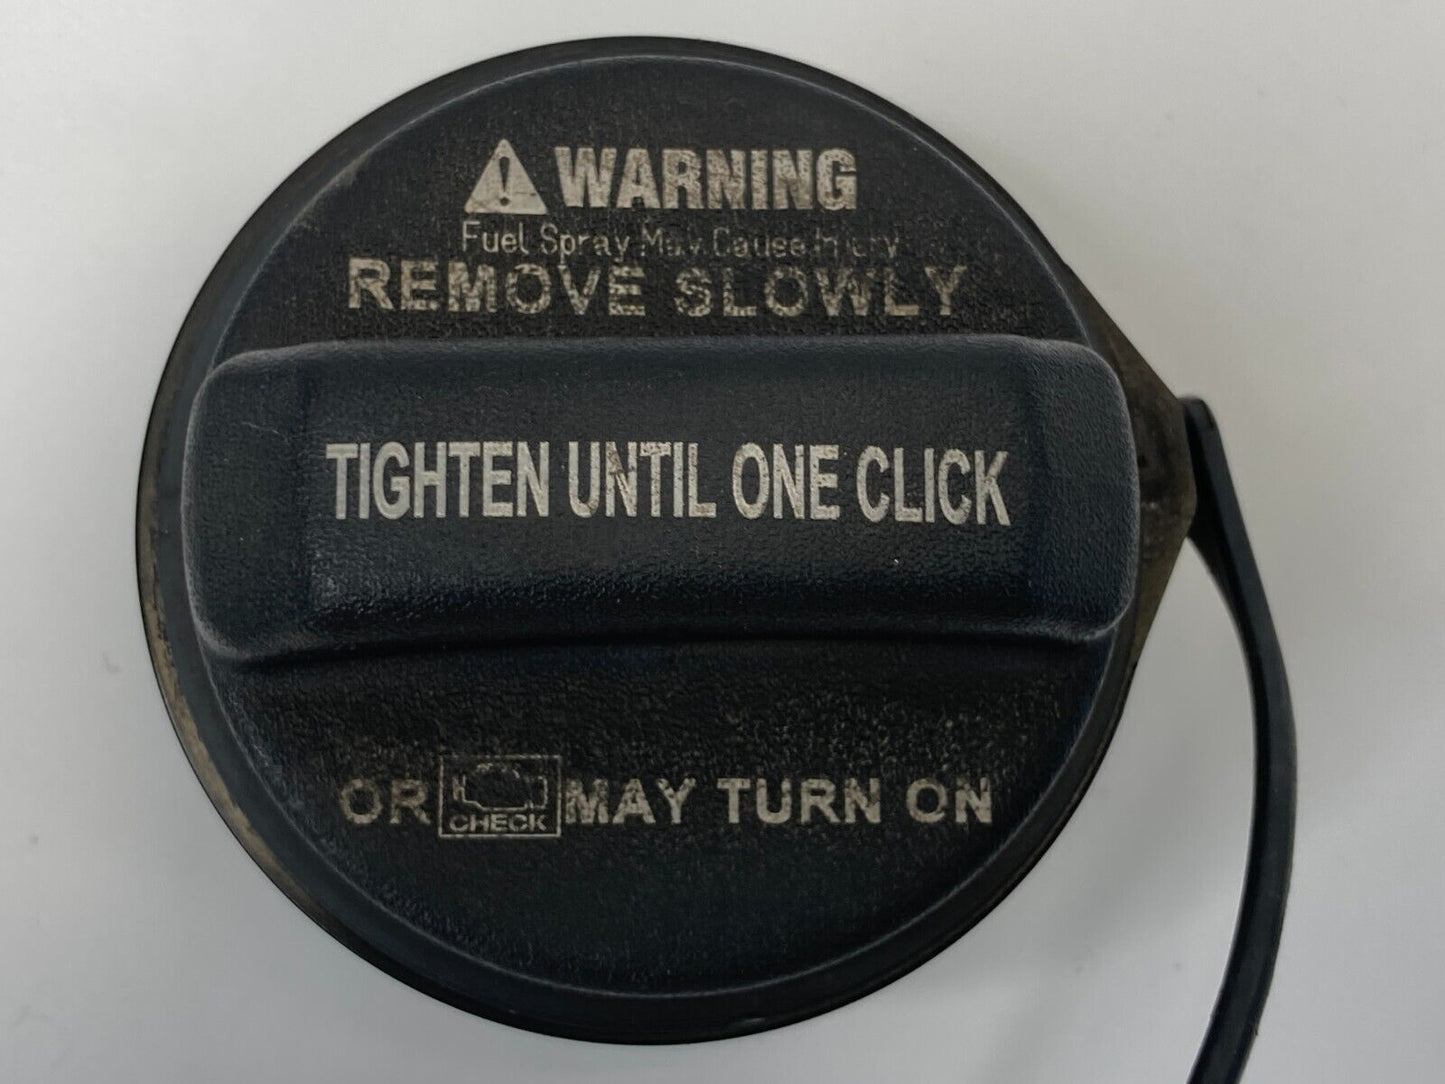 WARNING
Fuel Spray May Cause Injury
REMOVE SLOWLY
TIGHTEN UNTIL ONE CLICK
OR CHECK MAY TURN ON